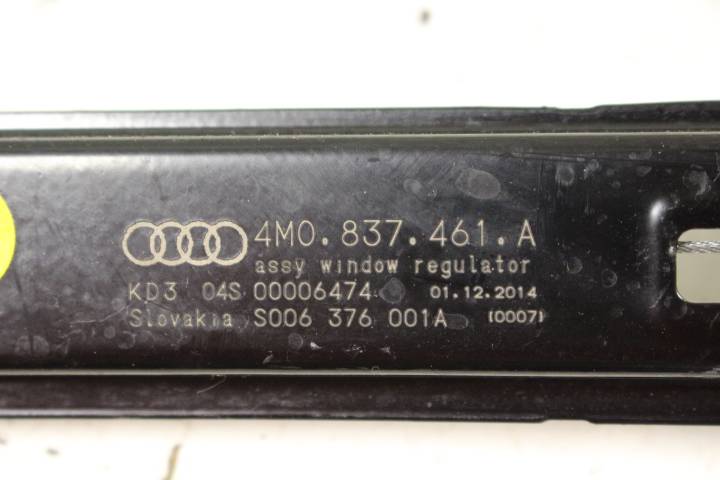 4M0.837.461.A
assy window regulator
KD3 04S 00006474 01.12.2014
Slovakia S006 376 001A [0007]